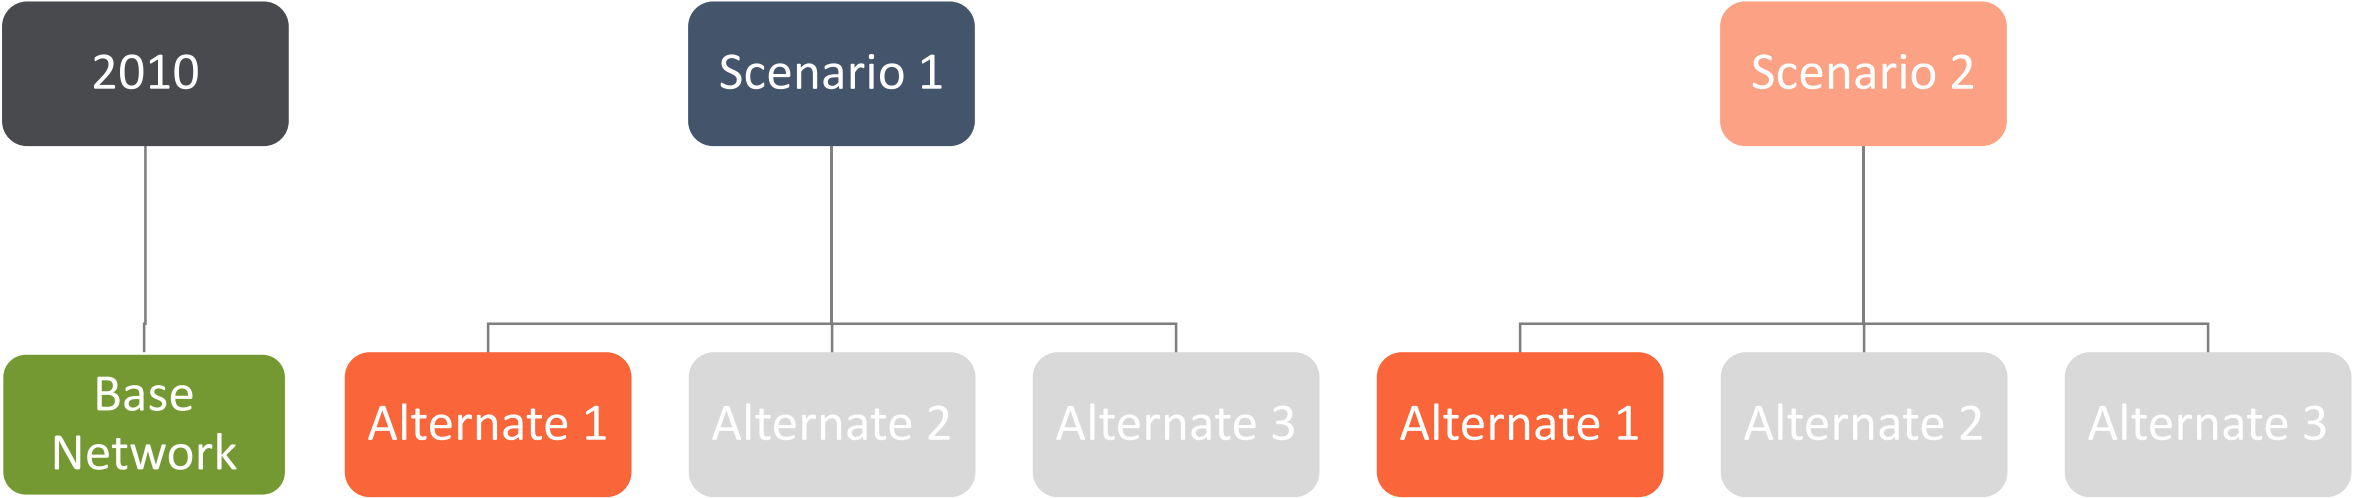 2010
Scenario 1
Scenario 2
Base
Network
Alternate 1
Alternate 2
Alternate 3
Alternate 1
Alternate 2
Alternate 3